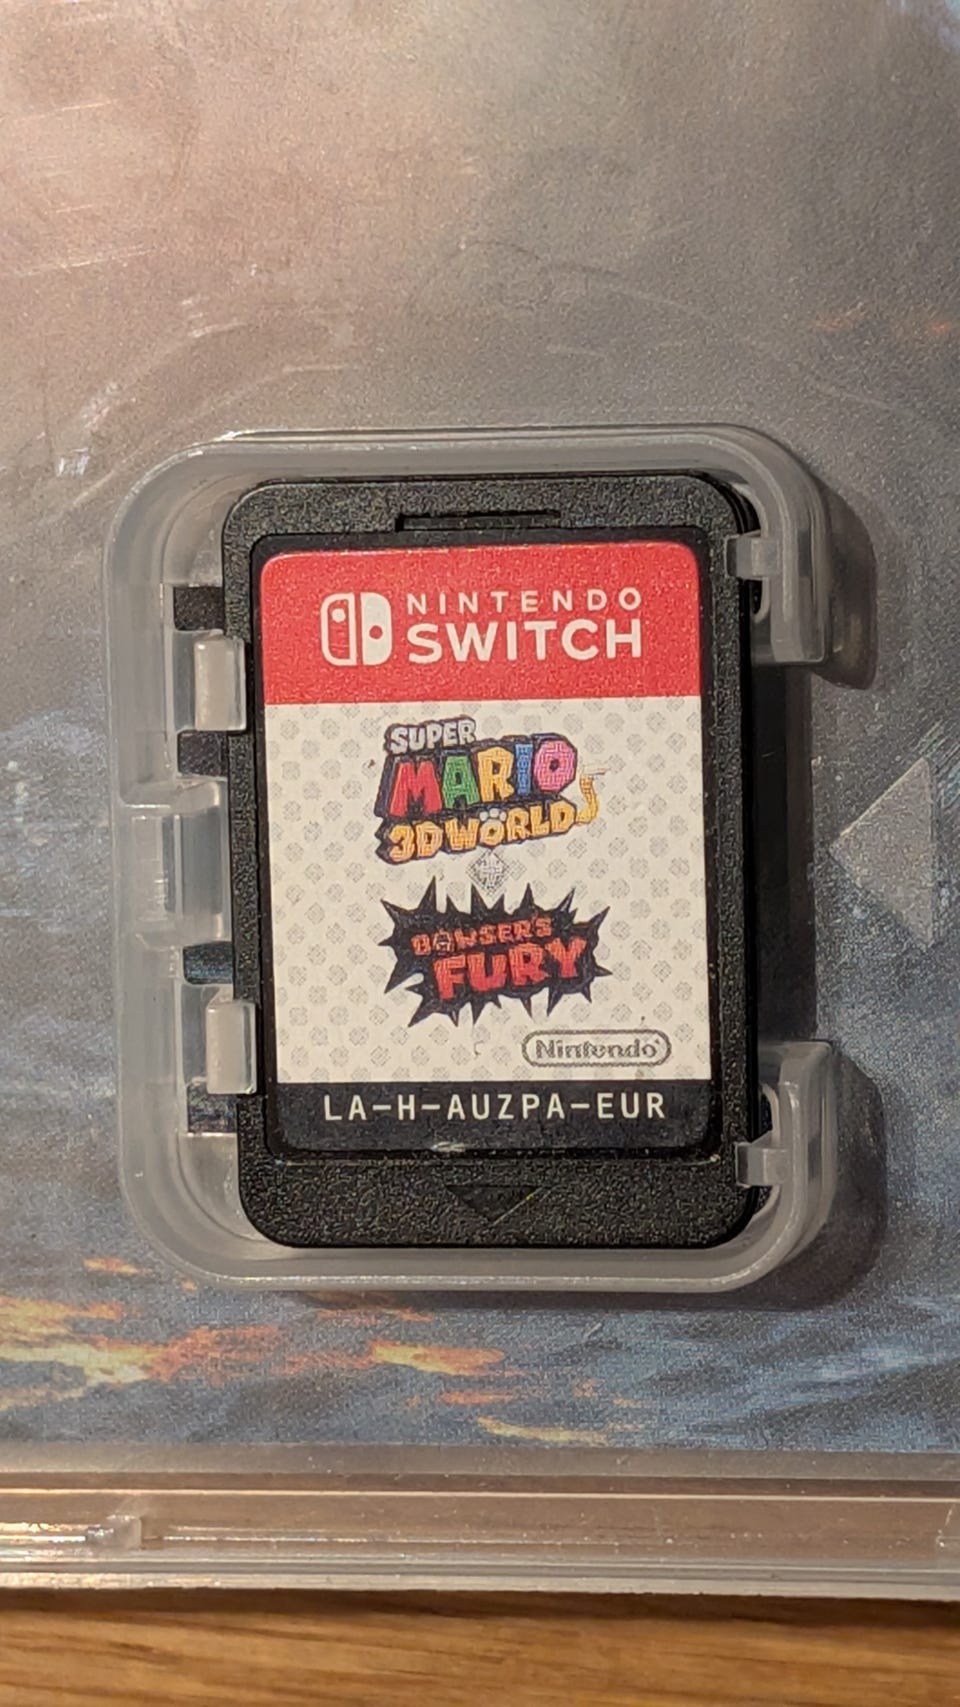 NINTENDO
SWITCH
SUPER
MARIO
3D WORLD
BOWSER'S
FURY
Nintendo
LA-H-AUZPA-EUR